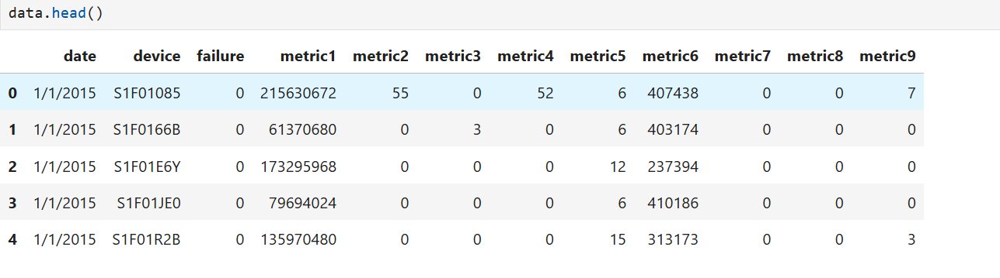 data.head()
date device failure metric1 metric2 metric3 metric4 metric5 metric6 metric7 metric8 metric9
0 1/1/2015 S1F01085 0 215630672 55 0 52 6 407438 0 0 7
1 1/1/2015 S1F0166B 0 61370680 0 3 0 6 403174 0 0 0
2 1/1/2015 S1F01E6Y 0 173295968 0 0 0 12 237394 0 0 0
3 1/1/2015 S1F01JE0 0 79694024 0 0 0 6 410186 0 0 0
4 1/1/2015 S1F01R2B 0 135970480 0 0 0 15 313173 0 0 3